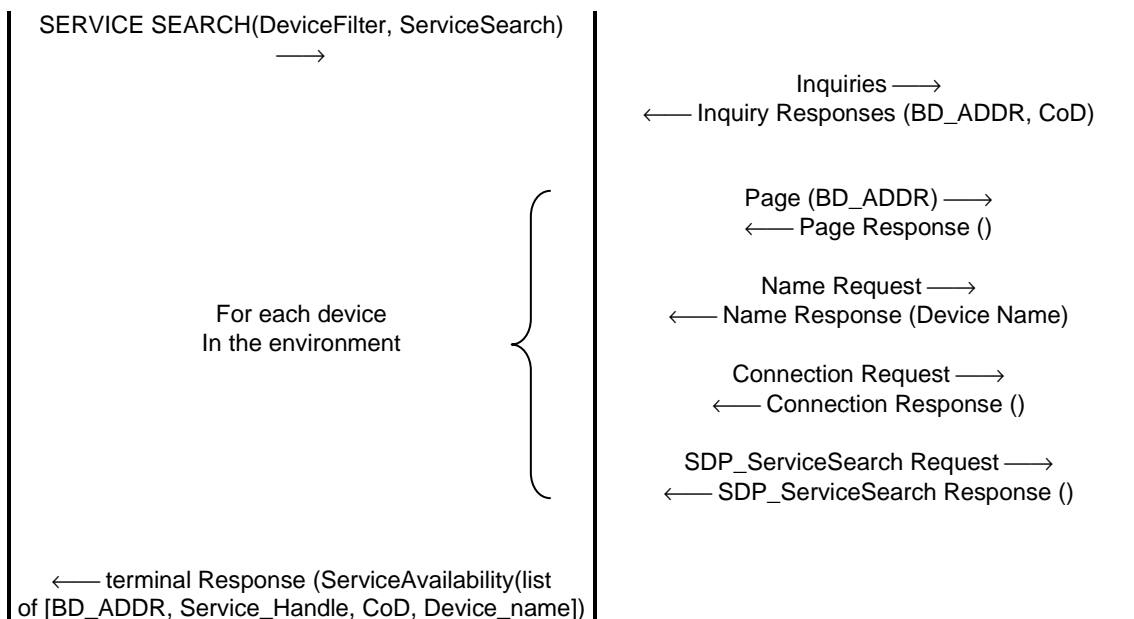 SERVICE SEARCH(DeviceFilter, ServiceSearch)
⟶
Inquiries ⟶
⟵ Inquiry Responses (BD_ADDR, CoD)
Page (BD_ADDR) ⟶
⟵ Page Response ()
Name Request ⟶
⟵ Name Response (Device Name)
For each device
In the environment
Connection Request ⟶
⟵ Connection Response ()
SDP_ServiceSearch Request ⟶
⟵ SDP_ServiceSearch Response ()
⟵ terminal Response (ServiceAvailability(list
of [BD_ADDR, Service_Handle, CoD, Device_name])